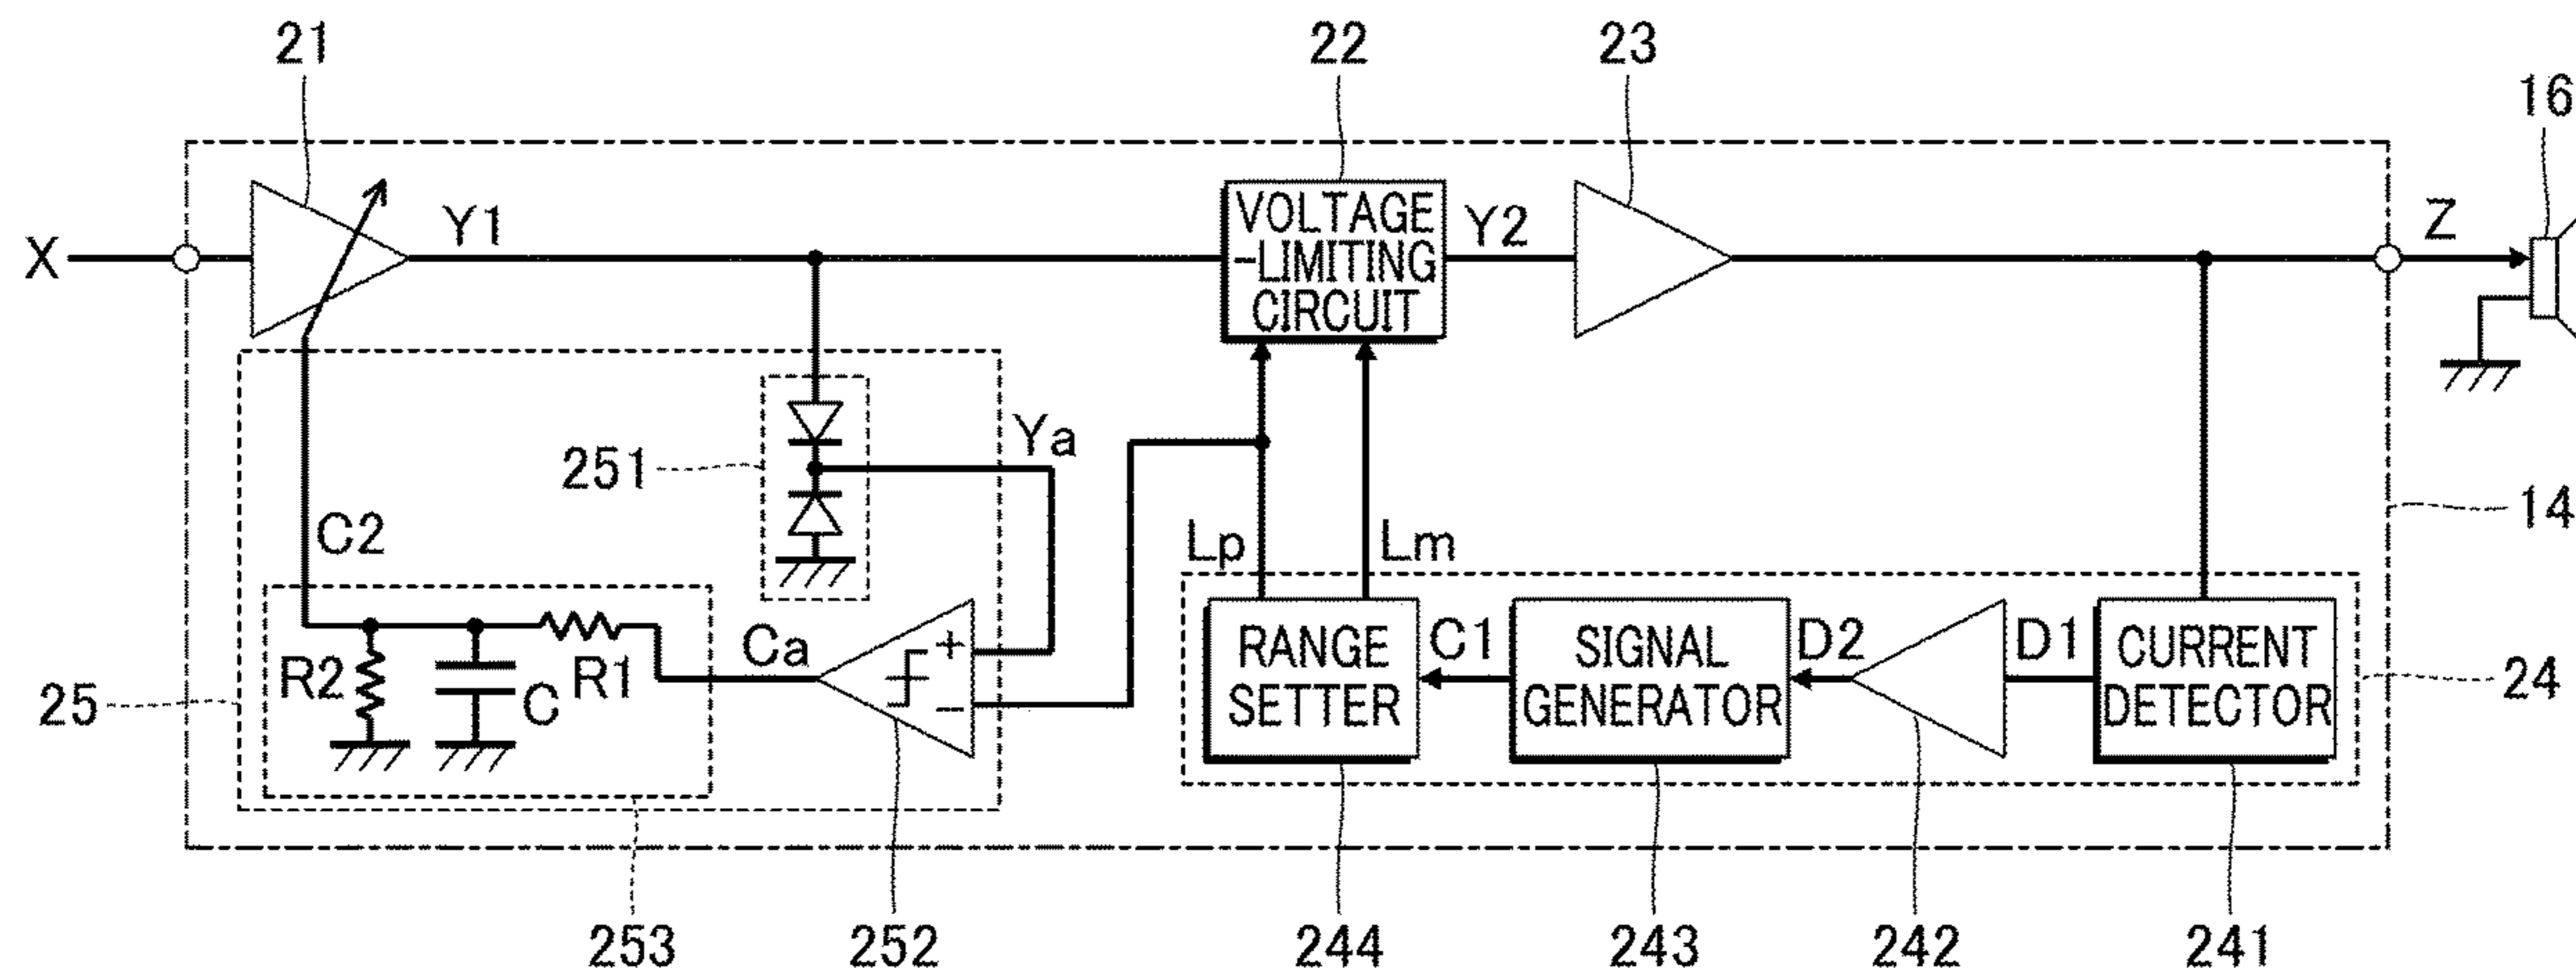 21
22
23
16
X
Y1
VOLTAGE
-LIMITING
CIRCUIT
Y2
Z
251
Ya
C2
Lp
Lm
14
R2
C
R1
Ca
+
−
RANGE
SETTER
C1
SIGNAL
GENERATOR
D2
D1
CURRENT
DETECTOR
25
24
253
252
244
243
242
241